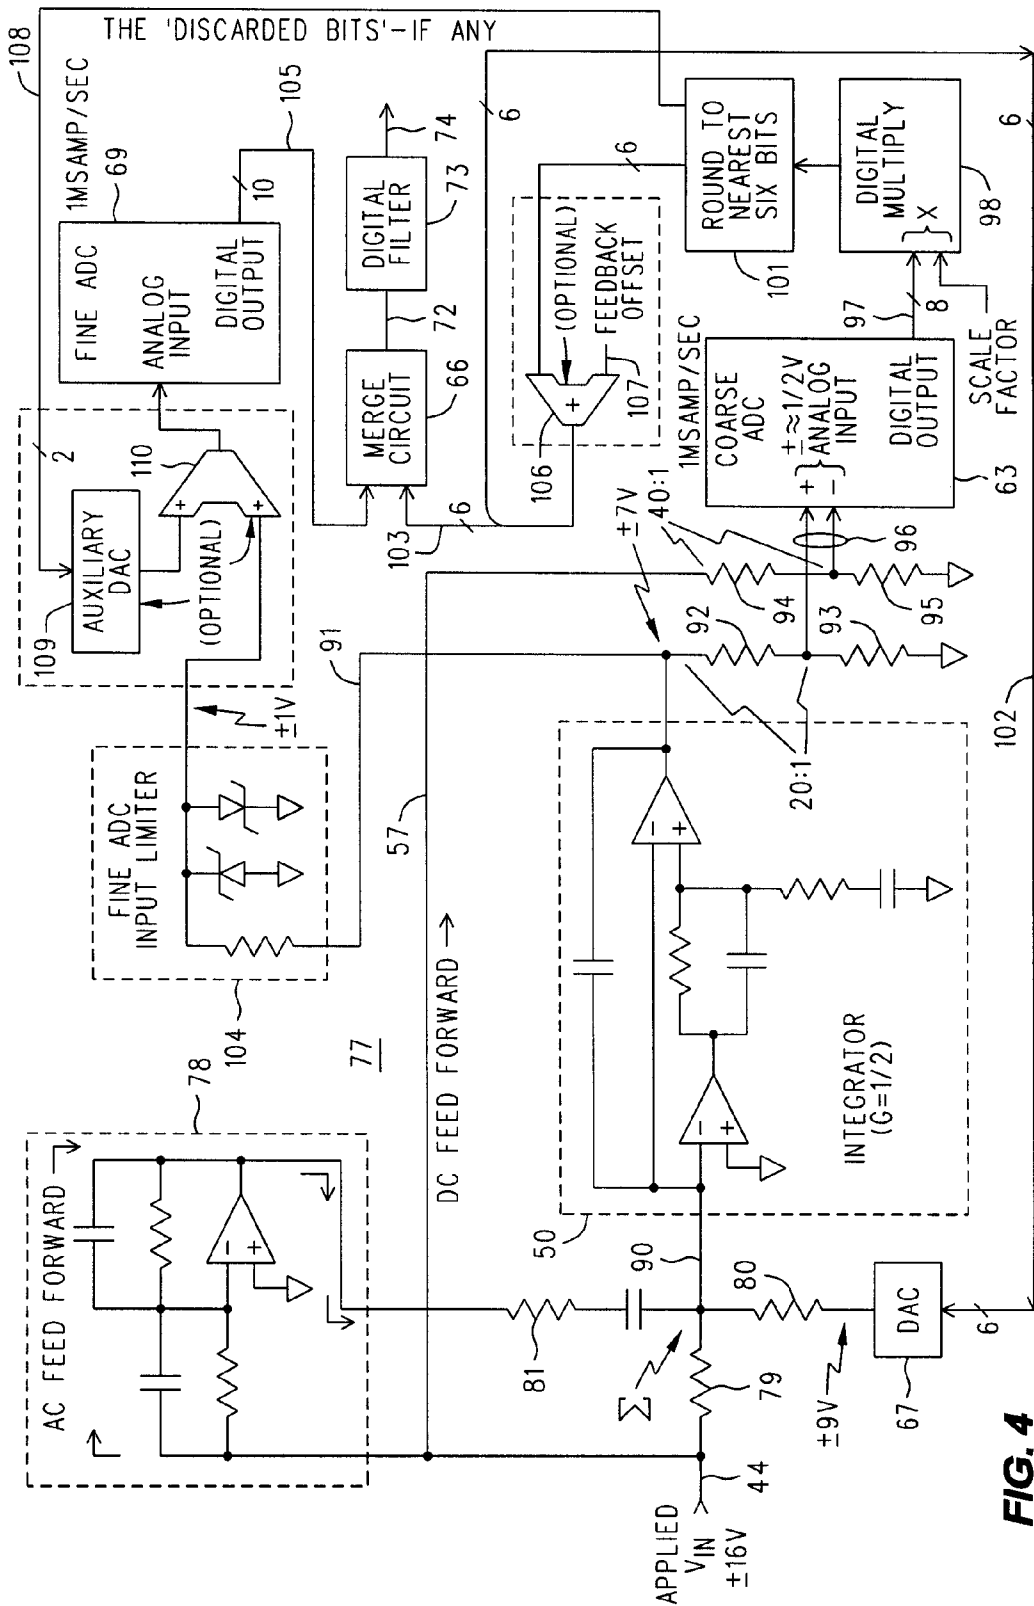 108
THE 'DISCARDED BITS'-IF ANY
1MSAMP/SEC
69
FINE ADC
ANALOG
INPUT
DIGITAL
OUTPUT
105
10
2
110
+
+
AUXILIARY
DAC
109
(OPTIONAL)
DIGITAL
FILTER
74
73
72
MERGE
CIRCUIT
66
103
6
6
6
(OPTIONAL)
FEEDBACK
OFFSET
+
106
107
ROUND TO
NEAREST
SIX BITS
101
DIGITAL
MULTIPLY
X
98
6
97
8
SCALE
FACTOR
1MSAMP/SEC
COARSE
ADC
±≈1/2V
ANALOG
INPUT
+
−
DIGITAL
OUTPUT
63
96
±7V
40:1
94
95
92
93
20:1
91
±1V
FINE ADC
INPUT LIMITER
104
57
102
77
DC FEED FORWARD
78
AC FEED FORWARD
−
+
−
+
−
+
INTEGRATOR
(G=1/2)
50
90
80
81
Σ
79
±9V
DAC
67
6
44
APPLIED
VIN
±16V
FIG. 4